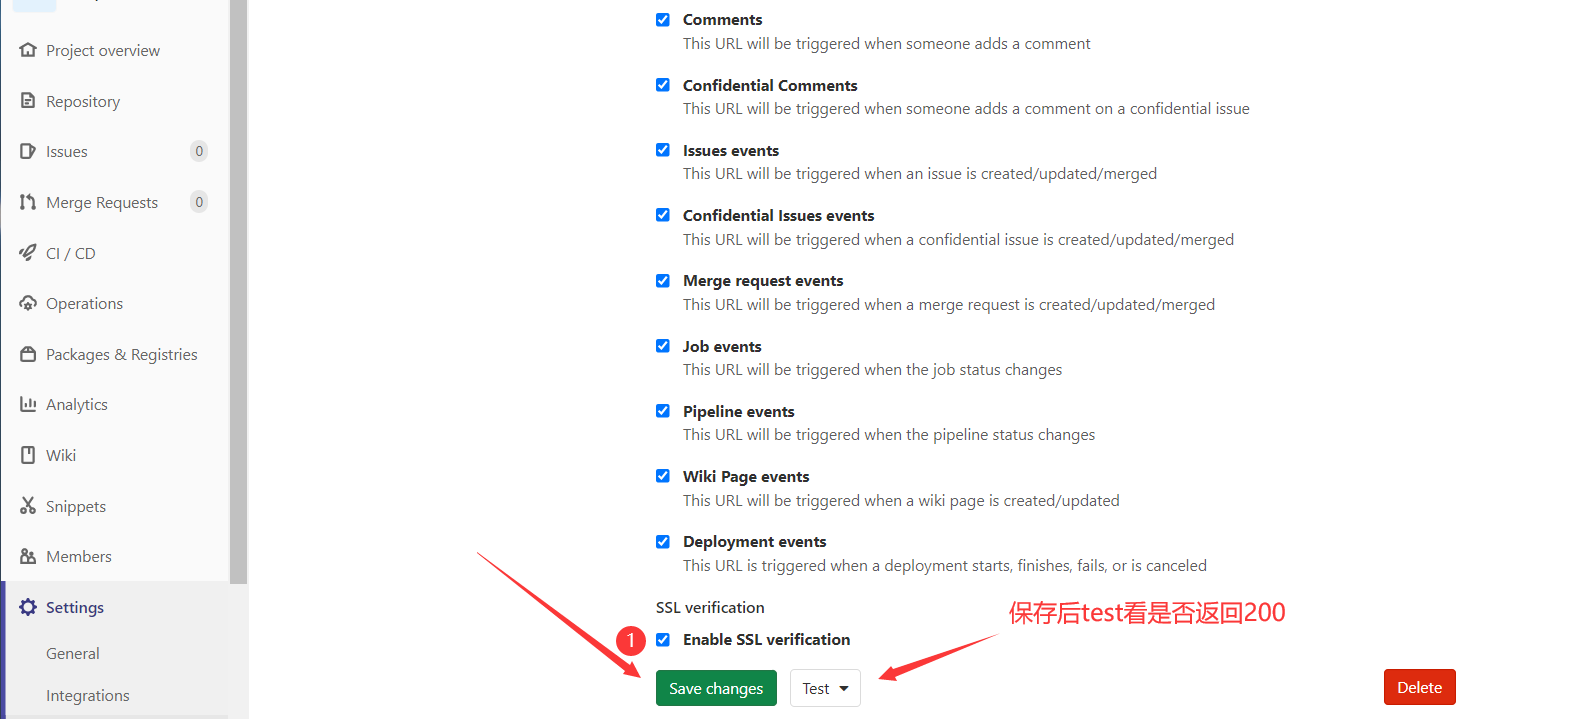 Project overview
Repository
Issues 0
Merge Requests 0
CI / CD
Operations
Packages & Registries
Analytics
Wiki
Snippets
Members
Settings
General
Integrations
Comments
This URL will be triggered when someone adds a comment
Confidential Comments
This URL will be triggered when someone adds a comment on a confidential issue
Issues events
This URL will be triggered when an issue is created/updated/merged
Confidential Issues events
This URL will be triggered when a confidential issue is created/updated/merged
Merge request events
This URL will be triggered when a merge request is created/updated/merged
Job events
This URL will be triggered when the job status changes
Pipeline events
This URL will be triggered when the pipeline status changes
Wiki Page events
This URL will be triggered when a wiki page is created/updated
Deployment events
This URL is triggered when a deployment starts, finishes, fails, or is canceled
SSL verification
保存后test看是否返回200
1 Enable SSL verification
Save changes Test Delete